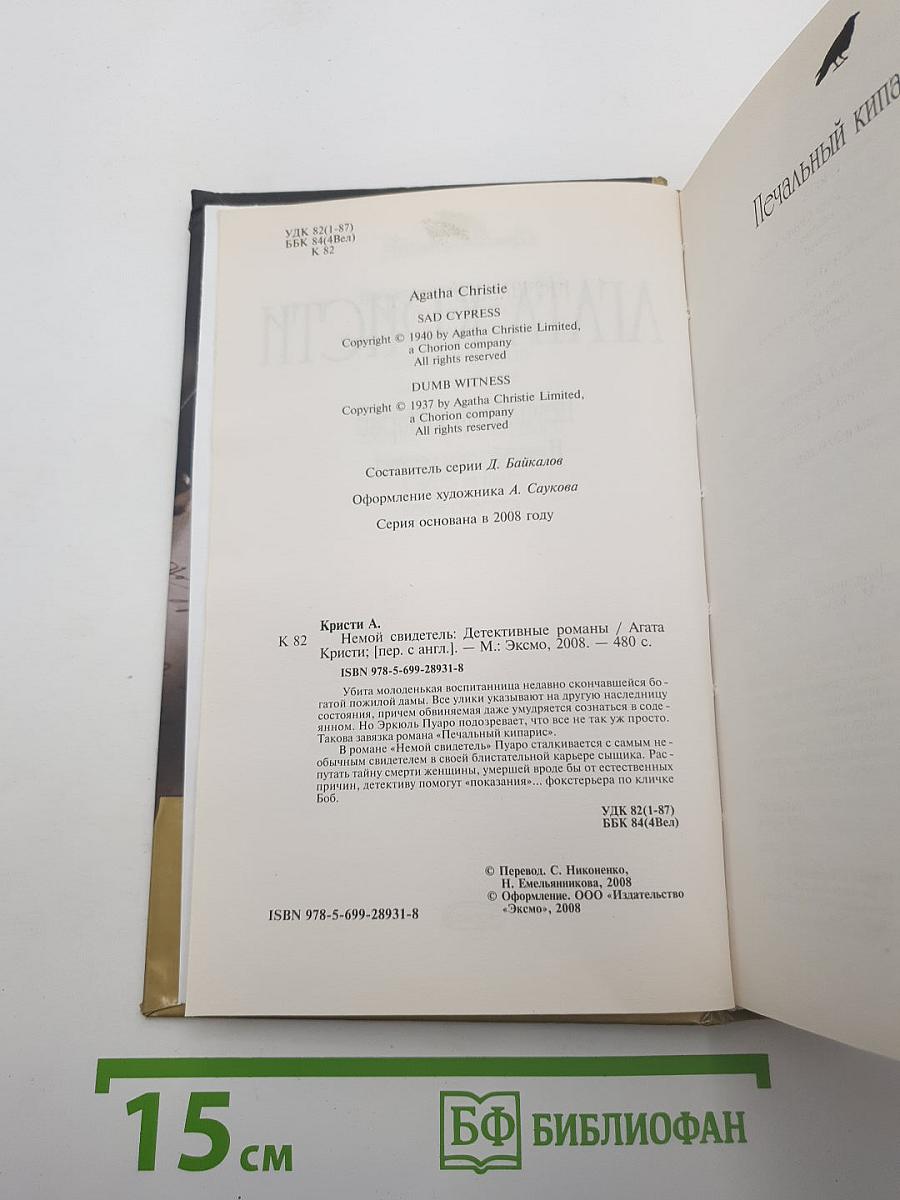 УДК 82(1-87)
ББК 84(4Вел)
К 82
Agatha Christie
SAD CYPRESS
Copyright © 1940 by Agatha Christie Limited,
a Chorion company
All rights reserved
DUMB WITNESS
Copyright © 1937 by Agatha Christie Limited,
a Chorion company
All rights reserved
Составитель серии Д. Байкалов
Оформление художника А. Саукова
Серия основана в 2008 году
Кристи А.
К 82 Немой свидетель: Детективные романы / Агата
Кристи; [пер. с англ.]. — М.: Эксмо, 2008. — 480 с.
ISBN 978-5-699-28931-8
Убита молоденькая воспитанница недавно скончавшейся бо-
гатой пожилой дамы. Все улики указывают на другую наследницу
состояния, причем обвиняемая даже умудряется сознаться в соде-
янном. Но Эркюль Пуаро подозревает, что все не так уж просто.
Такова завязка романа «Печальный кипарис».
В романе «Немой свидетель» Пуаро сталкивается с самым не-
обычным свидетелем в своей блистательной карьере сыщика. Рас-
путать тайну смерти женщины, умершей вроде бы от естественных
причин, детективу помогут «показания»... фокстерьера по кличке
Боб.
УДК 82(1-87)
ББК 84(4Вел)
© Перевод. С. Никоненко,
Н. Емельянникова, 2008
© Оформление. ООО «Издательство
«Эксмо», 2008
ISBN 978-5-699-28931-8
Печальный кипа
15 см
БФ БИБЛИОФАН